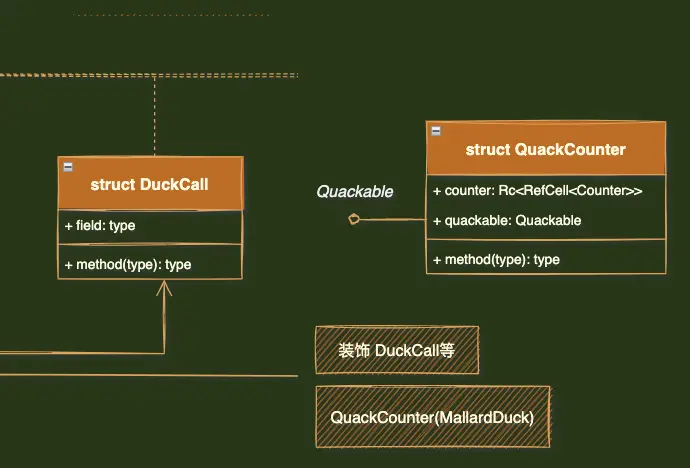 struct DuckCall
+ field: type
+ method(type): type
Quackable
struct QuackCounter
+ counter: Rc<RefCell<Counter>>
+ quackable: Quackable
+ method(type): type
装饰 DuckCall等
QuackCounter(MallardDuck)